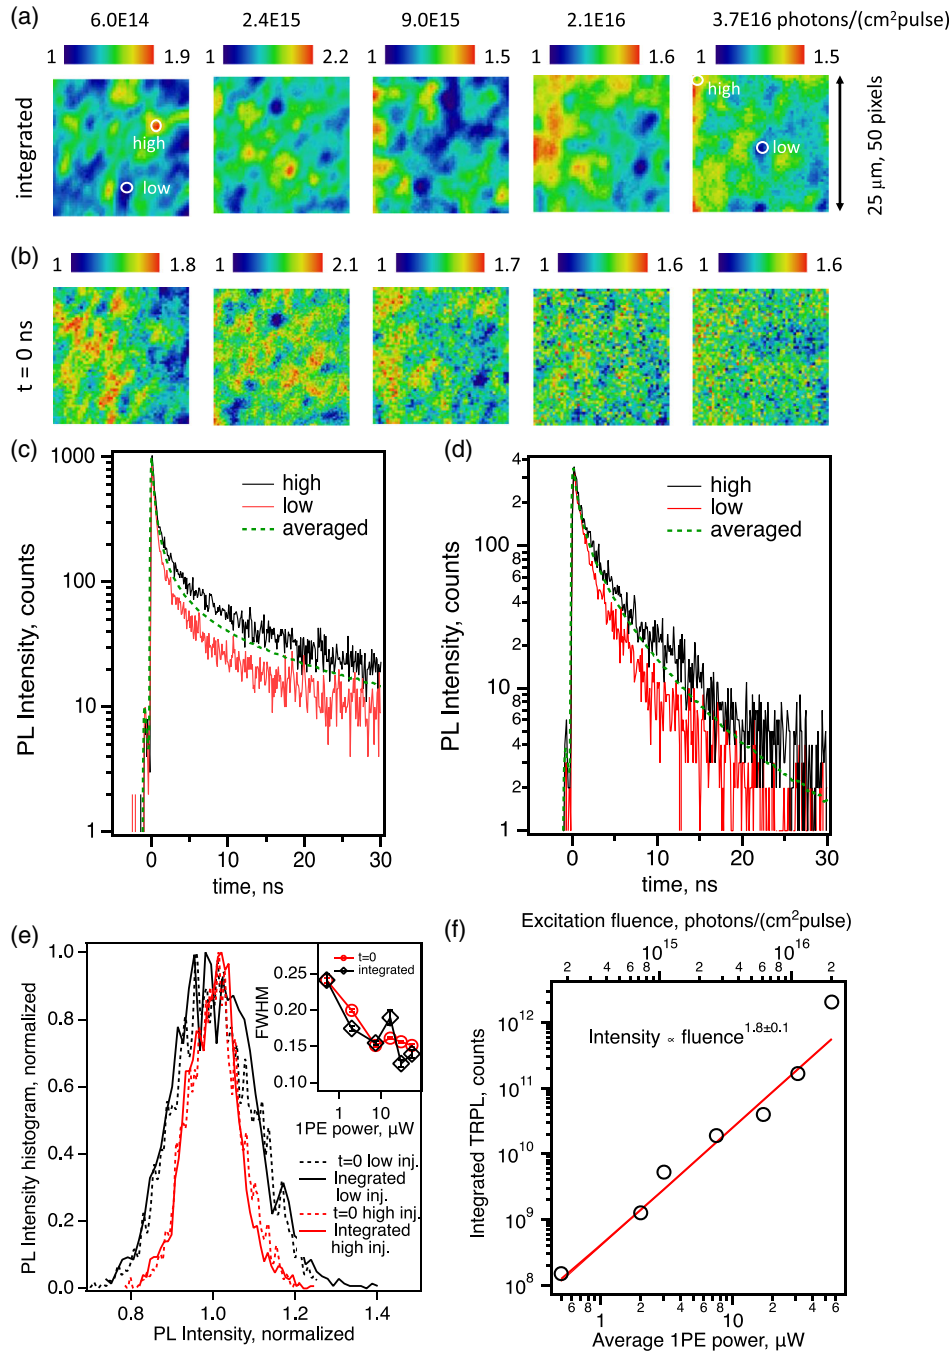 (a) 6.0E14 2.4E15 9.0E15 2.1E16 3.7E16 photons/(cm²pulse)
1 1.9 1 2.2 1 1.5 1 1.6 1 1.5
integrated
high
low
high
low
25 µm, 50 pixels
(b)
1 1.8 1 2.1 1 1.7 1 1.6 1 1.6
t = 0 ns
(c)
1000
100
10
1
PL Intensity, counts
high
low
averaged
0 10 20 30
time, ns
(d)
4
2
100
8
6
4
2
10
8
6
4
2
1
PL Intensity, counts
high
low
averaged
0 10 20 30
time, ns
(e)
1.0
0.8
0.6
0.4
0.2
0.0
PL Intensity histogram, normalized
0.8 1.0 1.2 1.4
PL Intensity, normalized
t=0
integrated
0.25
0.20
0.15
0.10
FWHM
1 10
1PE power, µW
t=0 low inj.
Inegrated
low inj.
t=0 high inj.
Integrated
high inj.
(f)
Excitation fluence, photons/(cm²pulse)
10¹⁵ 10¹⁶
2 4 6 2 4 6 2
Intensity ∝ fluence¹·⁸±⁰·¹
10¹²
10¹¹
10¹⁰
10⁹
10⁸
Integrated TRPL, counts
6 8 2 4 6 8 2 4 6
1 10
Average 1PE power, µW